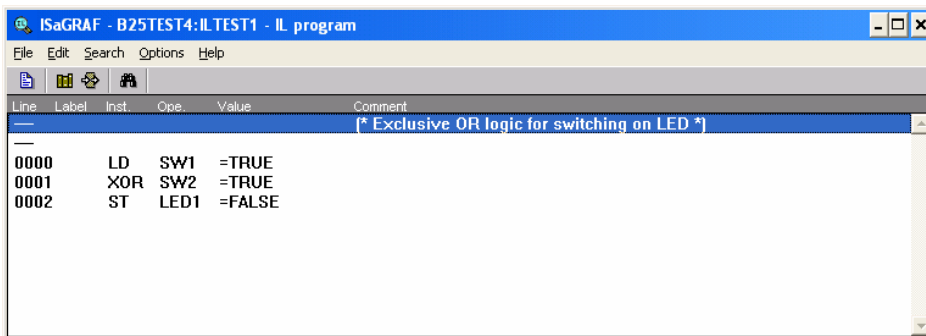 ISaGRAF - B25TEST4:ILTEST1 - IL program
File Edit Search Options Help
Line Label Inst. Ope. Value Comment
(* Exclusive OR logic for switching on LED *)
0000 LD SW1 =TRUE
0001 XOR SW2 =TRUE
0002 ST LED1 =FALSE